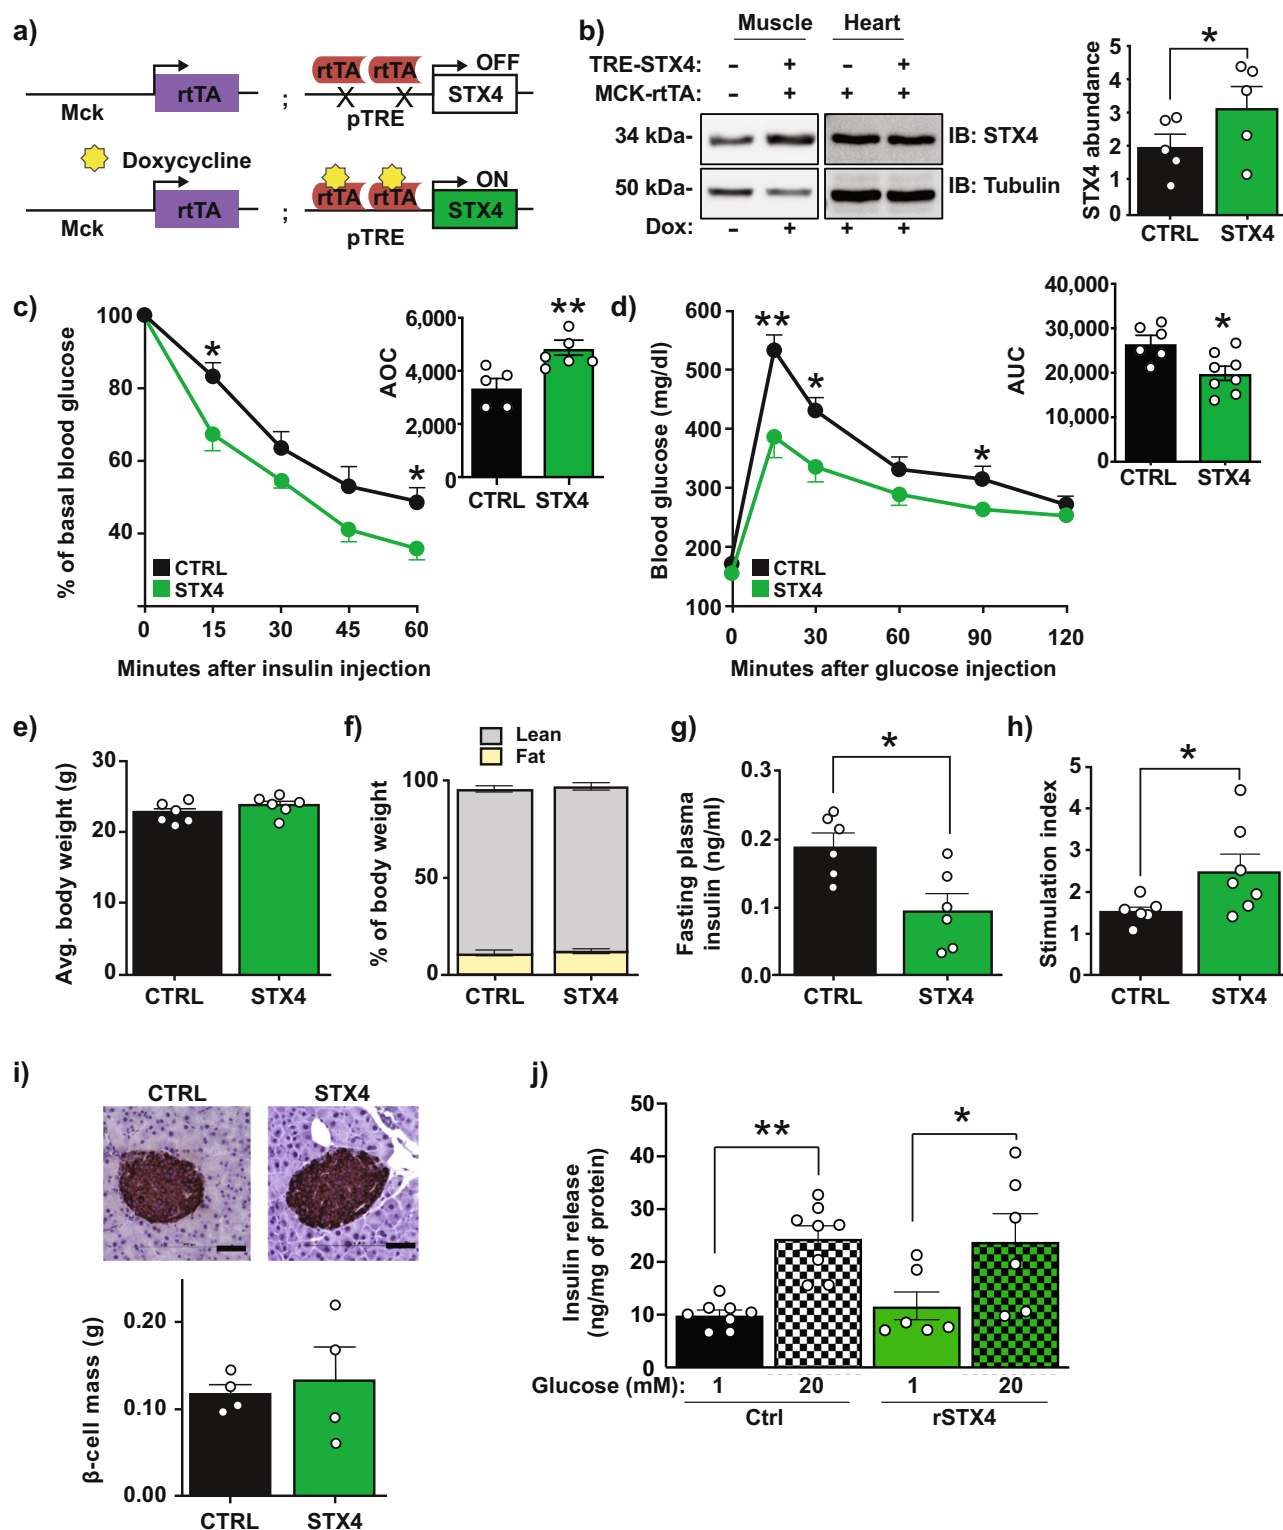 a)
rtTA rtTA OFF
rtTA ; STX4
Mck pTRE
Doxycycline
ON
rtTA ; rtTA rtTA STX4
Mck pTRE
b)
Muscle Heart
TRE-STX4: – + – +
MCK-rtTA: – + + +
34 kDa- IB: STX4
50 kDa- IB: Tubulin
Dox: – + + +
STX4 abundance
5
4
3
2
1
0
*
CTRL STX4
c)
% of basal blood glucose
100
80
60
40
*
*
CTRL
STX4
0 15 30 45 60
Minutes after insulin injection
AOC
6,000
4,000
2,000
0
**
CTRL STX4
d)
Blood glucose (mg/dl)
600
500
400
300
200
100
**
*
*
CTRL
STX4
0 30 60 90 120
Minutes after glucose injection
AUC
40,000
30,000
20,000
10,000
0
*
CTRL STX4
e)
Avg. body weight (g)
30
20
10
0
CTRL STX4
f)
Lean
Fat
% of body weight
100
50
0
CTRL STX4
g)
Fasting plasma
insulin (ng/ml)
0.3
0.2
0.1
0.0
*
CTRL STX4
h)
Stimulation index
5
4
3
2
1
0
*
CTRL STX4
i)
CTRL STX4
β-cell mass (g)
0.20
0.10
0.00
CTRL STX4
j)
Insulin release
(ng/mg of protein)
50
40
30
20
10
0
**
*
Glucose (mM): 1 20 1 20
Ctrl rSTX4